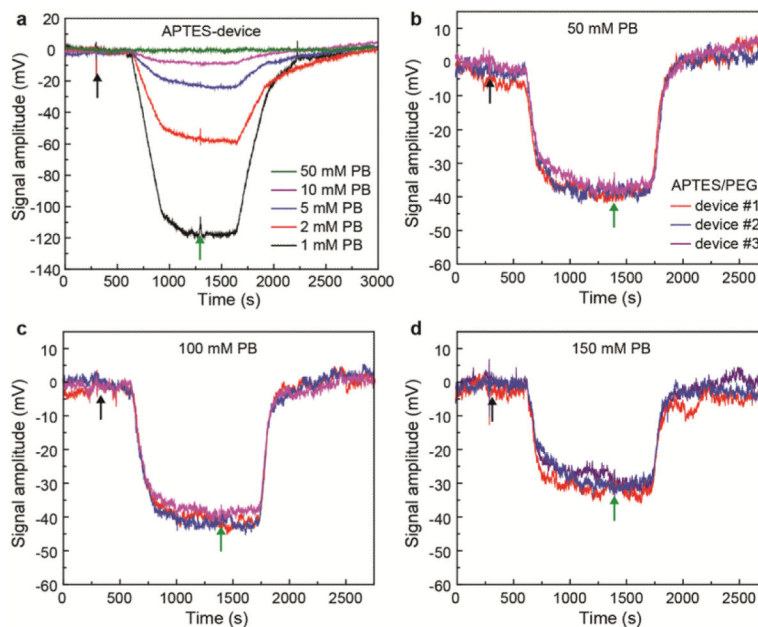 a
APTES-device
Signal amplitude (mV)
20
0
-20
-40
-60
-80
-100
-120
-140
50 mM PB
10 mM PB
5 mM PB
2 mM PB
1 mM PB
0 500 1000 1500 2000 2500 3000
Time (s)
b
50 mM PB
Signal amplitude (mV)
10
0
-10
-20
-30
-40
-50
-60
APTES/PEG
device #1
device #2
device #3
0 500 1000 1500 2000 2500
Time (s)
c
100 mM PB
Signal amplitude (mV)
10
0
-10
-20
-30
-40
-50
-60
0 500 1000 1500 2000 2500
Time (s)
d
150 mM PB
Signal amplitude (mV)
10
0
-10
-20
-30
-40
-50
-60
0 500 1000 1500 2000 2500
Time (s)